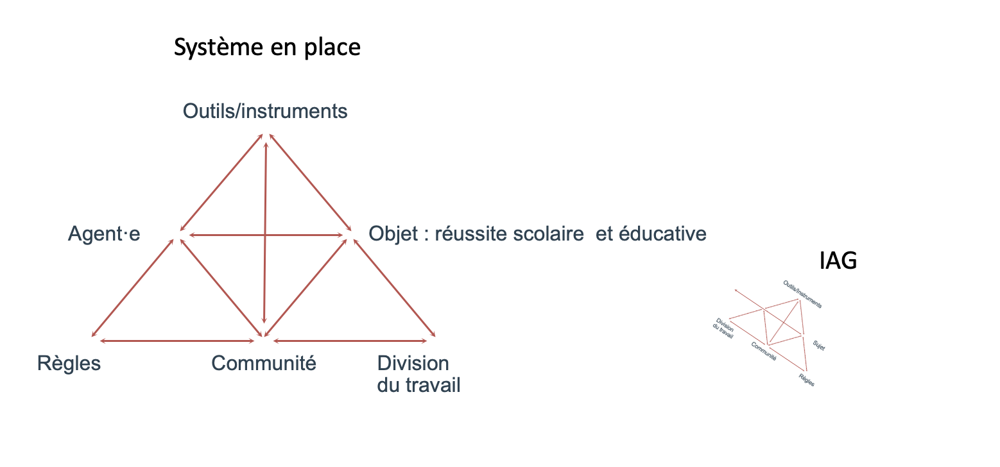 Système en place
Outils/instruments
Agent·e
Objet : réussite scolaire  et éducative
Règles
Communité
Division
du travail
IAG
Outils/instruments
Division
du travail
Communité
Sujet
Règles